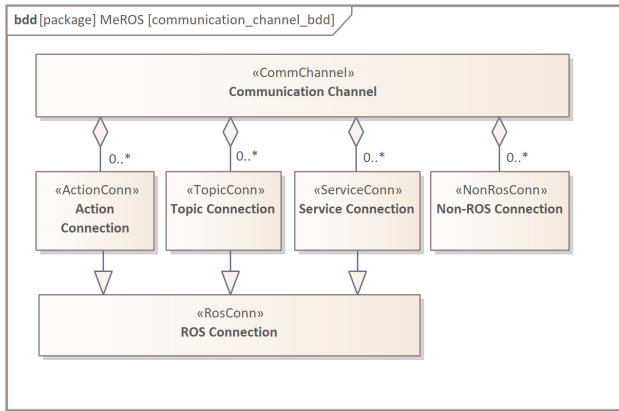 bdd [package] MeROS [communication_channel_bdd]
«CommChannel»
Communication Channel
0..*
0..*
0..*
0..*
«ActionConn»
Action
Connection
«TopicConn»
Topic Connection
«ServiceConn»
Service Connection
«NonRosConn»
Non-ROS Connection
«RosConn»
ROS Connection